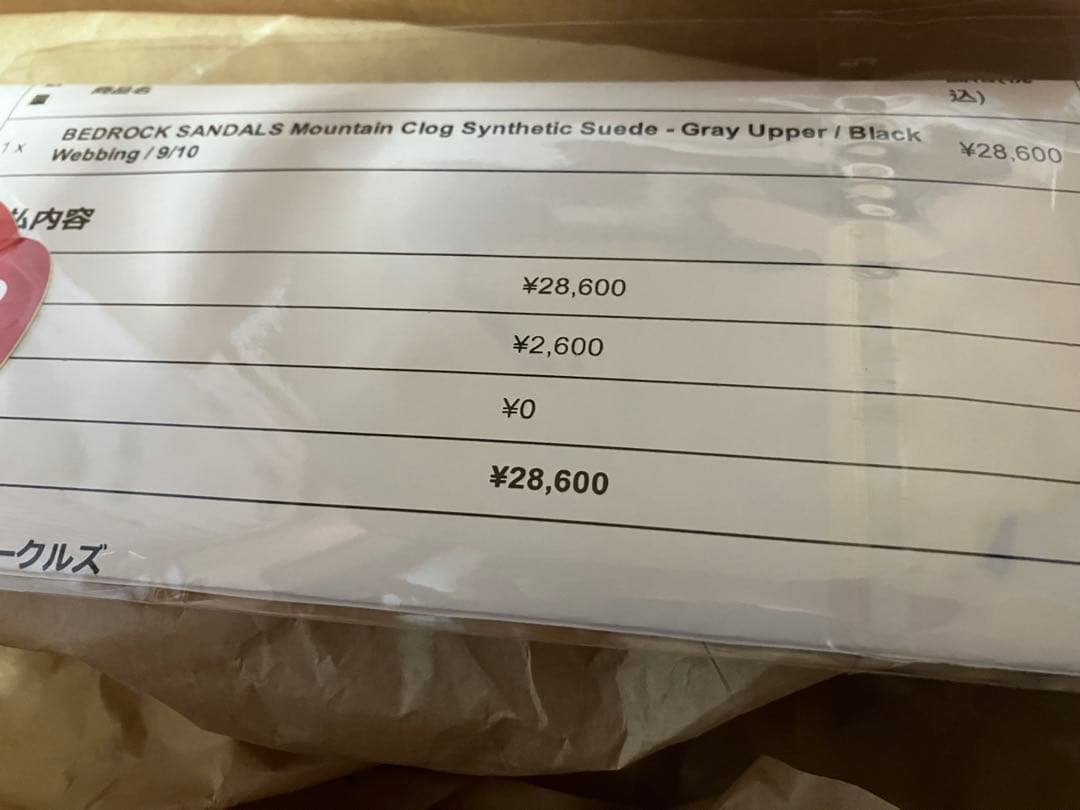 商品名
込)
1 x
BEDROCK SANDALS Mountain Clog Synthetic Suede - Gray Upper / Black
Webbing / 9/10
¥28,600
払内容
¥28,600
¥2,600
¥0
¥28,600
ークルズ